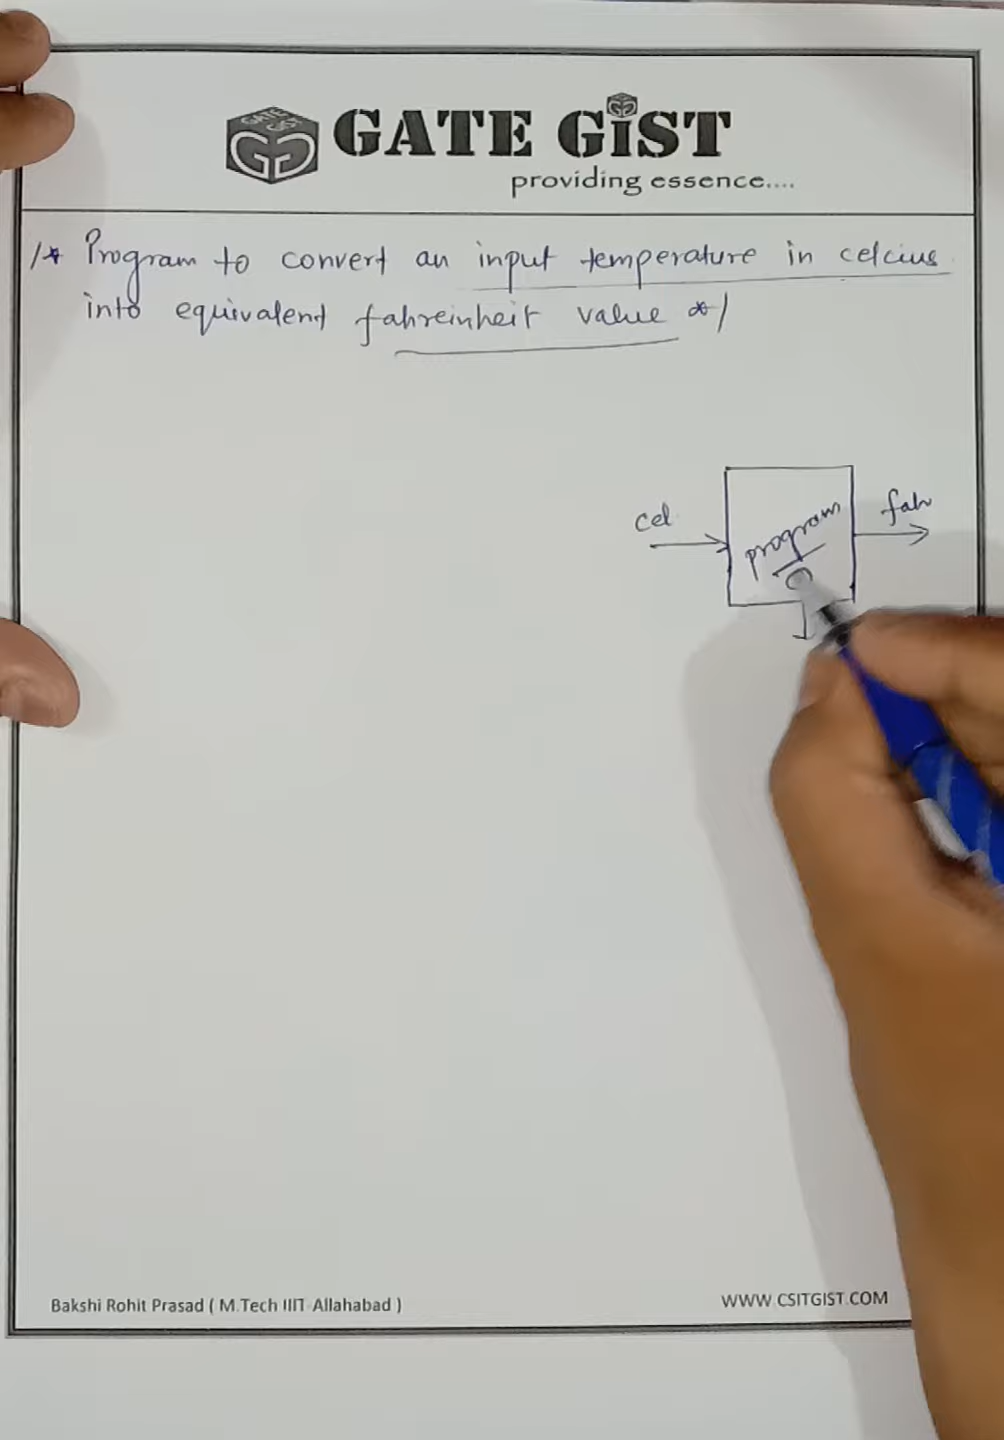 GATE GIST
providing essence....
/* Program to convert an input temperature in celcius
into equivalent fahreinheit value */
cel
program
fah
Bakshi Rohit Prasad ( M.Tech IIIT Allahabad )
WWW.CSITGIST.COM